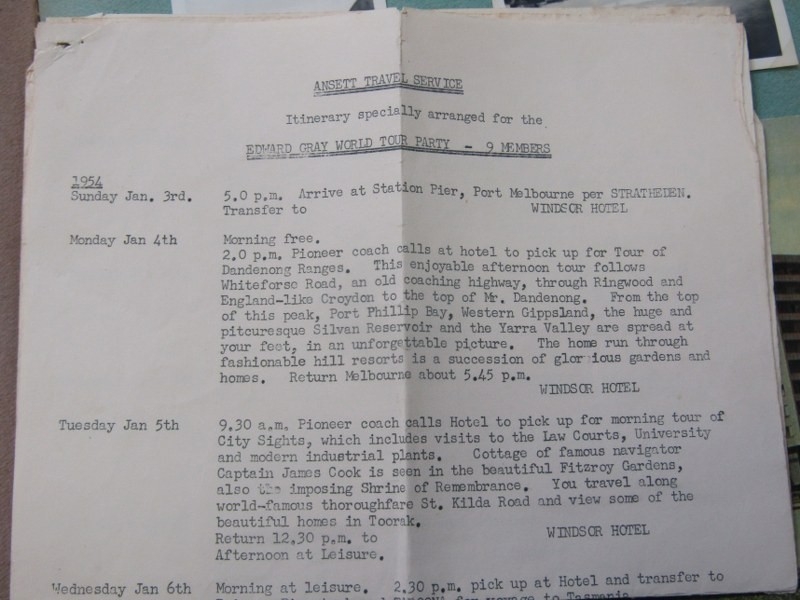 ANSETT TRAVEL SERVICE
Itinerary specially arranged for the
EDWARD GRAY WORLD TOUR PARTY - 9 MEMBERS
1954
Sunday Jan. 3rd. 5.0 p.m. Arrive at Station Pier, Port Melbourne per STRATHEDEN.
Transfer to WINDSOR HOTEL
Monday Jan 4th Morning free.
2.0 p.m. Pioneer coach calls at hotel to pick up for Tour of
Dandenong Ranges. This enjoyable afternoon tour follows
Whiteforse Road, an old coaching highway, through Ringwood and
England-like Croydon to the top of Mr. Dandenong. From the top
of this peak, Port Phillip Bay, Western Gippsland, the huge and
pitcuresque Silvan Reservoir and the Yarra Valley are spread at
your feet, in an unforgettable picture. The home run through
fashionable hill resorts is a succession of glorious gardens and
homes. Return Melbourne about 5.45 p.m.
WINDSOR HOTEL
Tuesday Jan 5th 9.30 a.m. Pioneer coach calls Hotel to pick up for morning tour of
City Sights, which includes visits to the Law Courts, University
and modern industrial plants. Cottage of famous navigator
Captain James Cook is seen in the beautiful Fitzroy Gardens,
also the imposing Shrine of Remembrance. You travel along
world-famous thoroughfare St. Kilda Road and view some of the
beautiful homes in Toorak.
Return 12.30 p.m. to WINDSOR HOTEL
Afternoon at Leisure.
Wednesday Jan 6th Morning at leisure. 2.30 p.m. pick up at Hotel and transfer to
for voyage to Tasmania